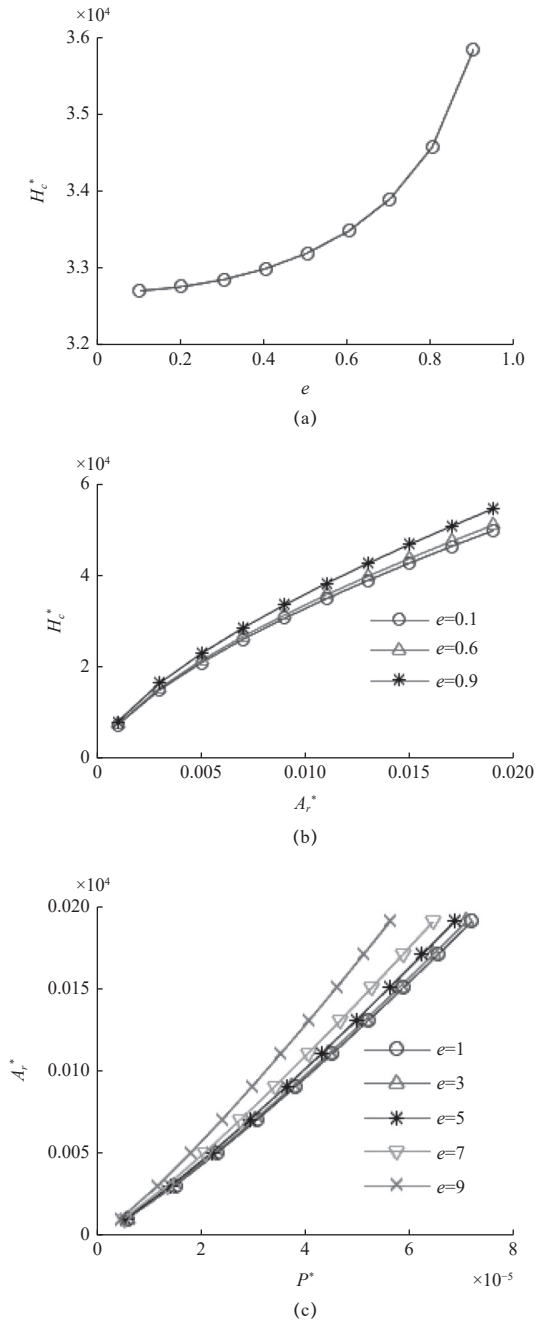 ×10⁴
3.6
3.5
3.4
3.3
3.2
H_c^*
0 0.2 0.4 0.6 0.8 1.0
e
(a)
×10⁴
6
4
2
0
H_c^*
e=0.1
e=0.6
e=0.9
0 0.005 0.010 0.015 0.020
A_r^*
(b)
×10⁴
0.020
0.015
0.010
0.005
0
A_r^*
e=1
e=3
e=5
e=7
e=9
0 2 4 6 8
P^*
×10⁻⁵
(c)